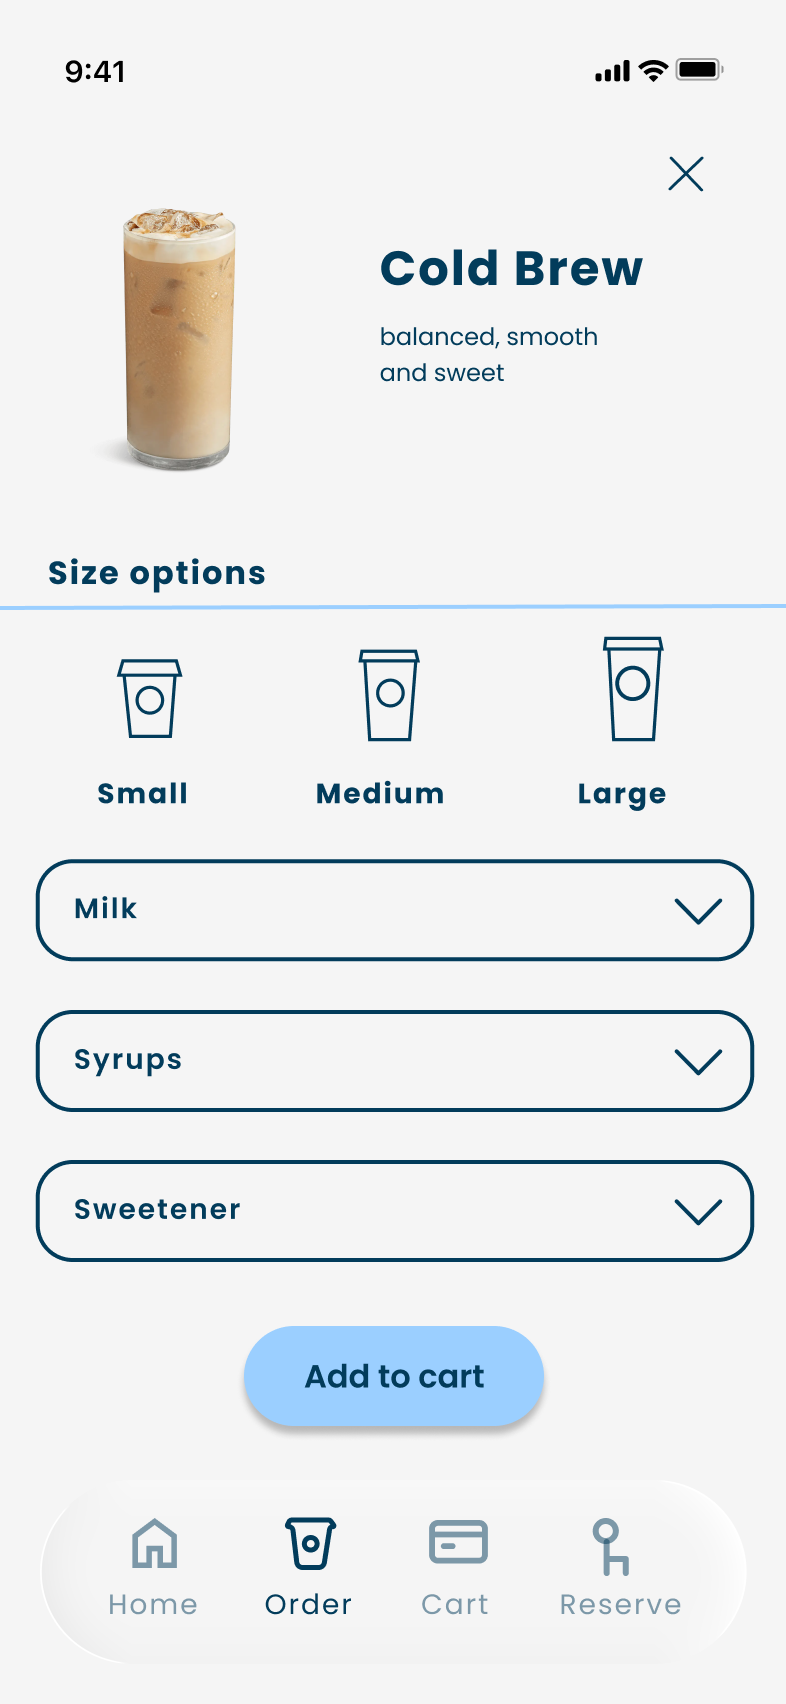 9:41
Cold Brew
balanced, smooth
and sweet
Size options
Small Medium Large
Milk
Syrups
Sweetener
Add to cart
Home Order Cart Reserve